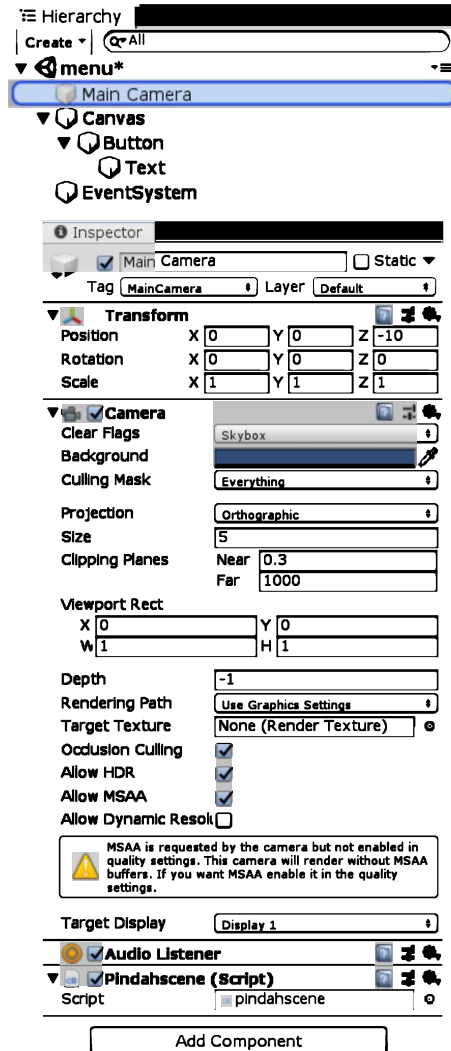 Hierarchy
Create All
menu*
Main Camera
Canvas
Button
Text
EventSystem
Inspector
Main Camera Static
Tag MainCamera Layer Default
Transform
Position X 0 Y 0 Z -10
Rotation X 0 Y 0 Z 0
Scale X 1 Y 1 Z 1
Camera
Clear Flags Skybox
Background
Culling Mask Everything
Projection Orthographic
Size 5
Clipping Planes Near 0.3
Far 1000
Viewport Rect
X 0 Y 0
W 1 H 1
Depth -1
Rendering Path Use Graphics Settings
Target Texture None (Render Texture)
Occlusion Culling
Allow HDR
Allow MSAA
Allow Dynamic Resolu
MSAA is requested by the camera but not enabled in
quality settings. This camera will render without MSAA
buffers. If you want MSAA enable it in the quality
settings.
Target Display Display 1
Audio Listener
Pindahscene (Script)
Script pindahscene
Add Component